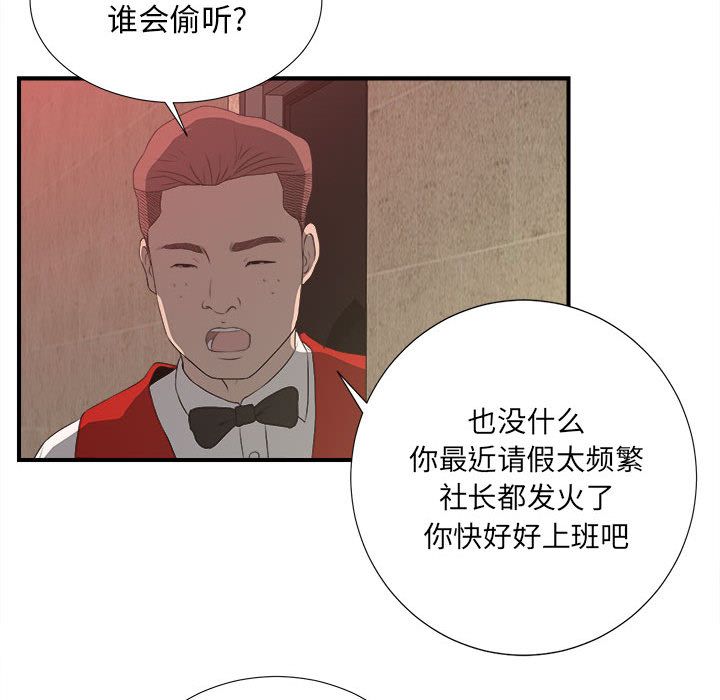 谁会偷听?
也没什么
你最近请假太频繁
社长都发火了
你快好好上班吧